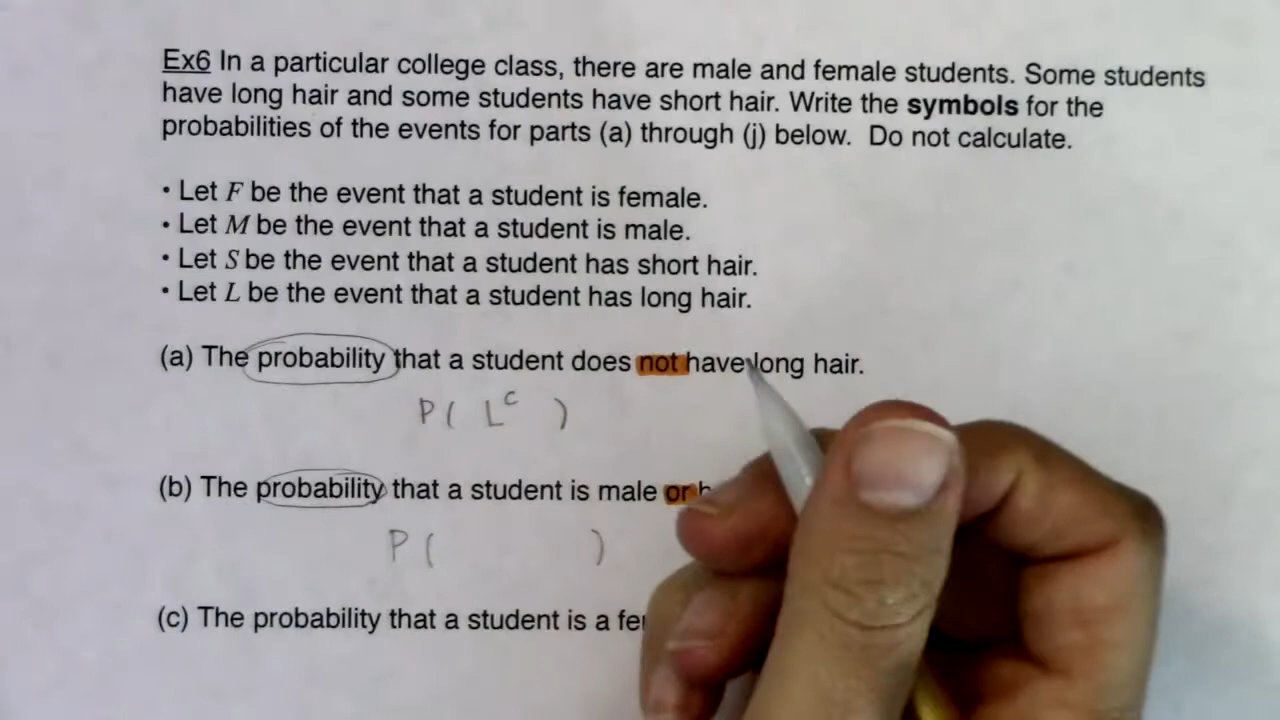 Ex6 In a particular college class, there are male and female students. Some students
have long hair and some students have short hair. Write the symbols for the
probabilities of the events for parts (a) through (j) below. Do not calculate.
• Let F be the event that a student is female.
• Let M be the event that a student is male.
• Let S be the event that a student has short hair.
• Let L be the event that a student has long hair.
(a) The probability that a student does not have long hair.
P( L^c )
(b) The probability that a student is male or
P( )
(c) The probability that a student is a